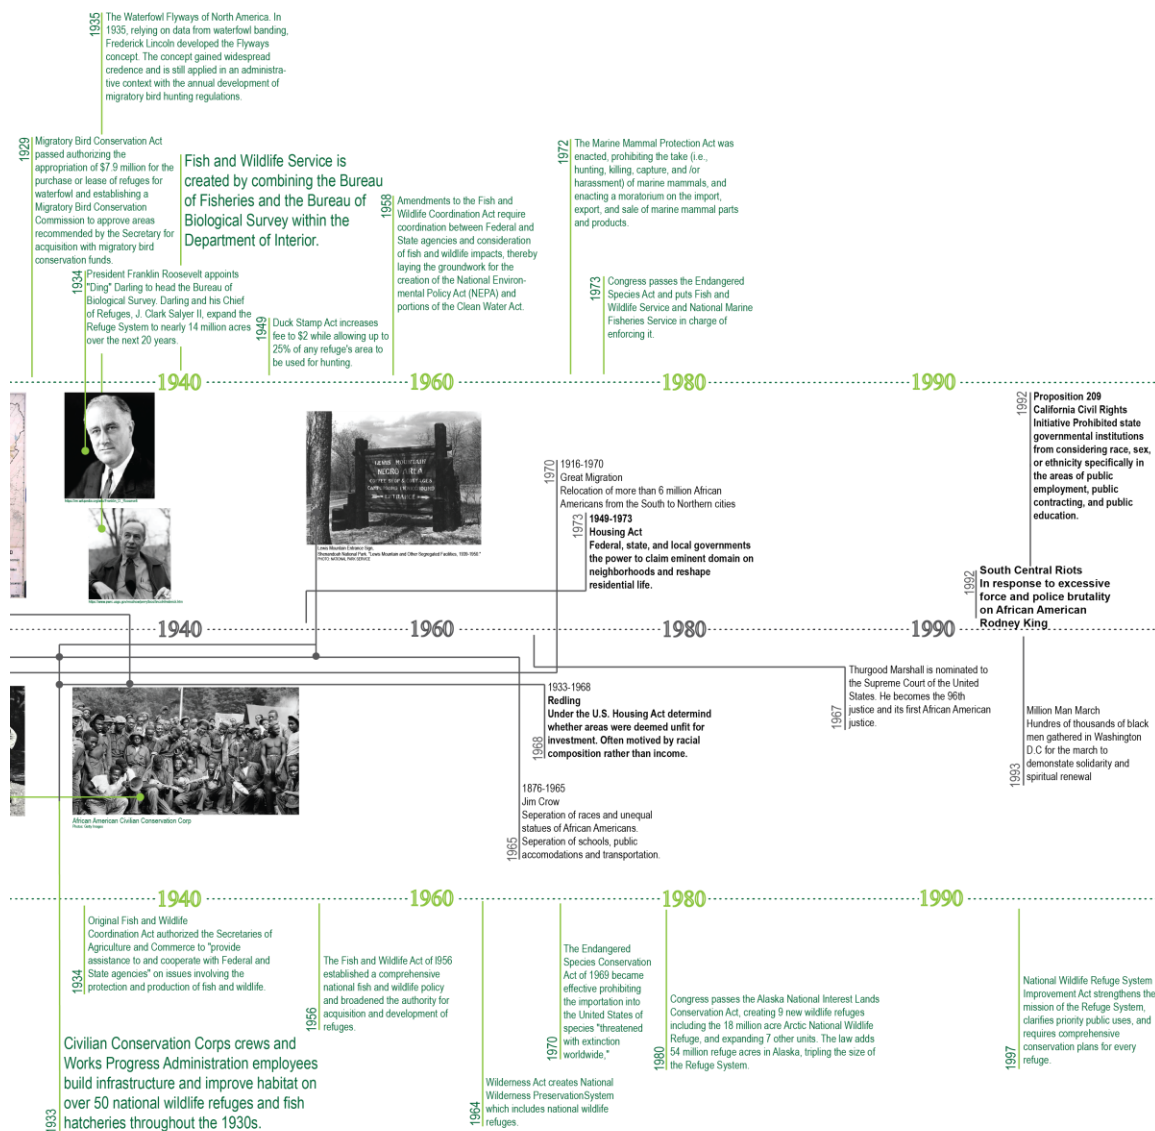 1935
The Waterfowl Flyways of North America. In
1935, relying on data from waterfowl banding,
Frederick Lincoln developed the Flyways
concept. The concept gained widespread
credence and is still applied in an administra-
tive context with the annual development of
migratory bird hunting regulations.
1929
Migratory Bird Conservation Act
passed authorizing the
appropriation of $7.9 million for the
purchase or lease of refuges for
waterfowl and establishing a
Migratory Bird Conservation
Commission to approve areas
recommended by the Secretary for
acquisition with migratory bird
conservation funds.
Fish and Wildlife Service is
created by combining the Bureau
of Fisheries and the Bureau of
Biological Survey within the
Department of Interior.
1934
President Franklin Roosevelt appoints
"Ding" Darling to head the Bureau of
Biological Survey. Darling and his Chief
of Refuges, J. Clark Salyer II, expand the
Refuge System to nearly 14 million acres
over the next 20 years.
1949
Duck Stamp Act increases
fee to $2 while allowing up to
25% of any refuge's area to
be used for hunting.
1958
Amendments to the Fish and
Wildlife Coordination Act require
coordination between Federal and
State agencies and consideration
of fish and wildlife impacts, thereby
laying the groundwork for the
creation of the National Environ-
mental Policy Act (NEPA) and
portions of the Clean Water Act.
1972
The Marine Mammal Protection Act was
enacted, prohibiting the take (i.e.,
hunting, killing, capture, and /or
harassment) of marine mammals, and
enacting a moratorium on the import,
export, and sale of marine mammal parts
and products.
1973
Congress passes the Endangered
Species Act and puts Fish and
Wildlife Service and National Marine
Fisheries Service in charge of
enforcing it.
1940 1960 1980 1990
LEWIS MOUNTAIN
NEGRO AREA
COFFEE SHOP & COTTAGES
CAMPGROUND PICNICGROUND
ENTRANCE
Lewis Mountain Entrance Sign,
Shenandoah National Park. "Lewis Mountain and Other Segregated Facilities, 1939-1950."
PHOTO: NATIONAL PARK SERVICE
1970
1916-1970
Great Migration
Relocation of more than 6 million African
Americans from the South to Northern cities
1973
1949-1973
Housing Act
Federal, state, and local governments
the power to claim eminent domain on
neighborhoods and reshape
residential life.
1992
Proposition 209
California Civil Rights
Initiative Prohibited state
governmental institutions
from considering race, sex,
or ethnicity specifically in
the areas of public
employment, public
contracting, and public
education.
1992
South Central Riots
In response to excessive
force and police brutality
on African American
Rodney King
1940 1960 1980 1990
African American Civilian Conservation Corp
Photos: Getty Images
1968
1933-1968
Redling
Under the U.S. Housing Act determind
whether areas were deemed unfit for
investment. Often motived by racial
composition rather than income.
1965
1876-1965
Jim Crow
Seperation of races and unequal
statues of African Americans.
Seperation of schools, public
accomodations and transportation.
1967
Thurgood Marshall is nominated to
the Supreme Court of the United
States. He becomes the 96th
justice and its first African American
justice.
1993
Million Man March
Hundres of thousands of black
men gathered in Washington
D.C for the march to
demonstate solidarity and
spiritual renewal
1940 1960 1980 1990
1934
Original Fish and Wildlife
Coordination Act authorized the Secretaries of
Agriculture and Commerce to "provide
assistance to and cooperate with Federal and
State agencies" on issues involving the
protection and production of fish and wildlife.
1933
Civilian Conservation Corps crews and
Works Progress Administration employees
build infrastructure and improve habitat on
over 50 national wildlife refuges and fish
hatcheries throughout the 1930s.
1956
The Fish and Wildlife Act of I956
established a comprehensive
national fish and wildlife policy
and broadened the authority for
acquisition and development of
refuges.
1964
Wilderness Act creates National
Wilderness PreservationSystem
which includes national wildlife
refuges.
1970
The Endangered
Species Conservation
Act of 1969 became
effective prohibiting
the importation into
the United States of
species "threatened
with extinction
worldwide,"
1980
Congress passes the Alaska National Interest Lands
Conservation Act, creating 9 new wildlife refuges
including the 18 million acre Arctic National Wildlife
Refuge, and expanding 7 other units. The law adds
54 million refuge acres in Alaska, tripling the size of
the Refuge System.
1997
National Wildlife Refuge System
Improvement Act strengthens the
mission of the Refuge System,
clarifies priority public uses, and
requires comprehensive
conservation plans for every
refuge.